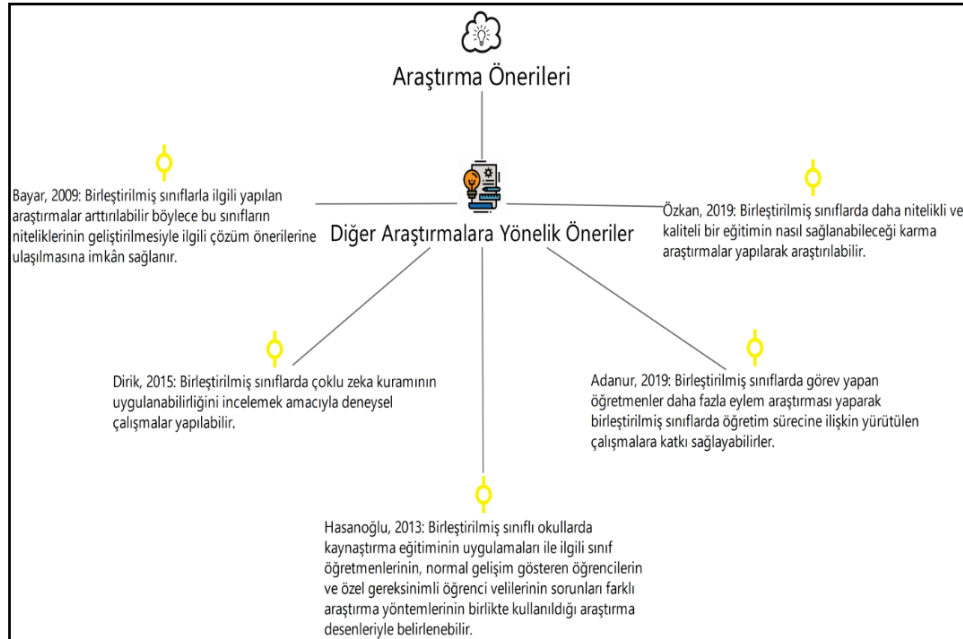 Araştırma Önerileri
Diğer Araştırmalara Yönelik Öneriler
Bayar, 2009: Birleştirilmiş sınıflarla ilgili yapılan
araştırmalar arttırılabilir böylece bu sınıfların
niteliklerinin geliştirilmesiyle ilgili çözüm önerilerine
ulaşılmasına imkân sağlanır.
Özkan, 2019: Birleştirilmiş sınıflarda daha nitelikli ve
kaliteli bir eğitimin nasıl sağlanabileceği karma
araştırmalar yapılarak araştırılabilir.
Dirik, 2015: Birleştirilmiş sınıflarda çoklu zeka kuramının
uygulanabilirliğini incelemek amacıyla deneysel
çalışmalar yapılabilir.
Adanur, 2019: Birleştirilmiş sınıflarda görev yapan
öğretmenler daha fazla eylem araştırması yaparak
birleştirilmiş sınıflarda öğretim sürecine ilişkin yürütülen
çalışmalara katkı sağlayabilirler.
Hasanoğlu, 2013: Birleştirilmiş sınıflı okullarda
kaynaştırma eğitiminin uygulamaları ile ilgili sınıf
öğretmenlerinin, normal gelişim gösteren öğrencilerin
ve özel gereksinimli öğrenci velilerinin sorunları farklı
araştırma yöntemlerinin birlikte kullanıldığı araştırma
desenleriyle belirlenebilir.